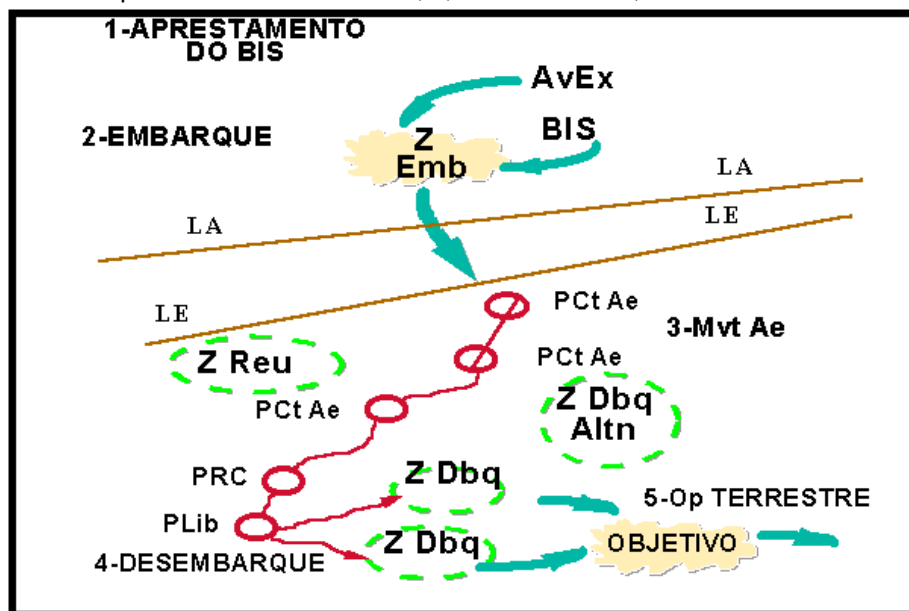 1-APRESTAMENTO
DO BIS
AvEx
2-EMBARQUE
BIS
Z
Emb
LA
LA
LE
LE
PCt Ae
3-Mvt Ae
Z Reu
PCt Ae
PCt Ae
Z Dbq
Altn
PRC
Z Dbq
5-Op TERRESTRE
PLib
Z Dbq
OBJETIVO
4-DESEMBARQUE